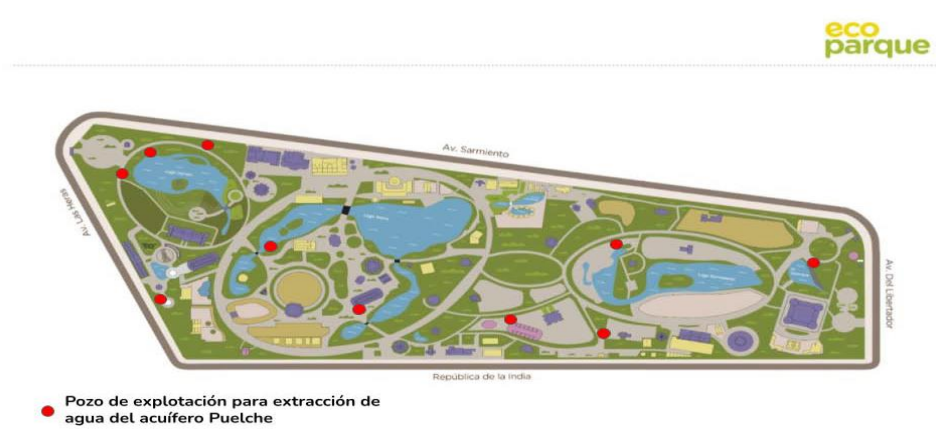 eco
parque
Av. Sarmiento
Av. Las Heras
Av. Del Libertador
República de la India
Pozo de explotación para extracción de
agua del acuífero Puelche